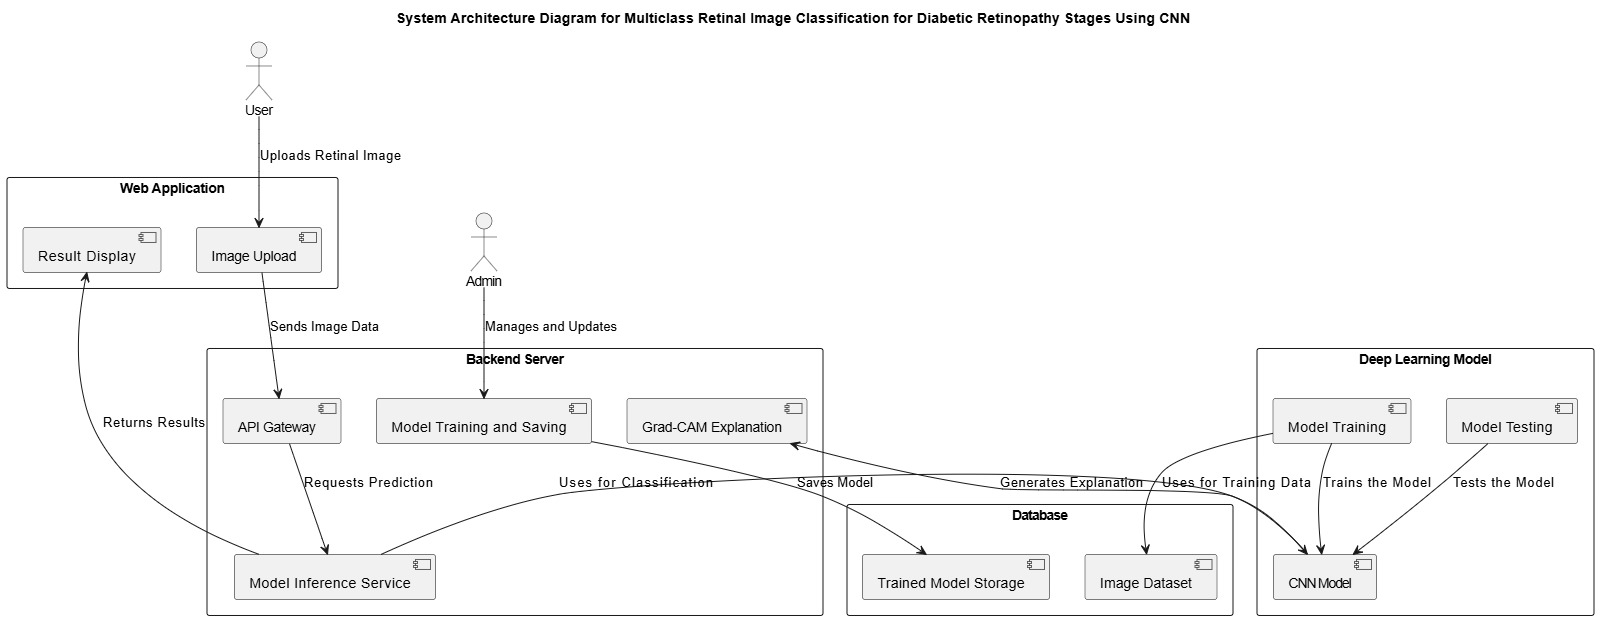 System Architecture Diagram for Multiclass Retinal Image Classification for Diabetic Retinopathy Stages Using CNN
User
Uploads Retinal Image
Web Application
Result Display
Image Upload
Admin
Sends Image Data
Manages and Updates
Backend Server
Deep Learning Model
API Gateway
Model Training and Saving
Grad-CAM Explanation
Model Training
Model Testing
Returns Results
Requests Prediction
Uses for Classification
Saves Model
Generates Explanation
Uses for Training Data
Trains the Model
Tests the Model
Database
Model Inference Service
Trained Model Storage
Image Dataset
CNN Model